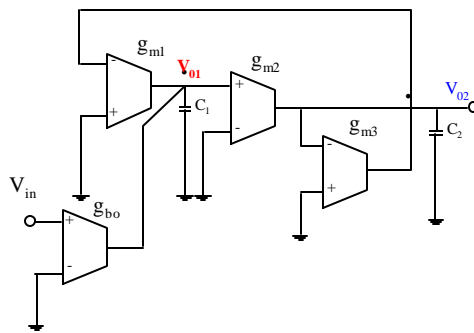 g_m1
-
+
V_01
C_1
g_m2
+
-
V_02
C_2
g_m3
-
+
V_in
g_bo
+
-